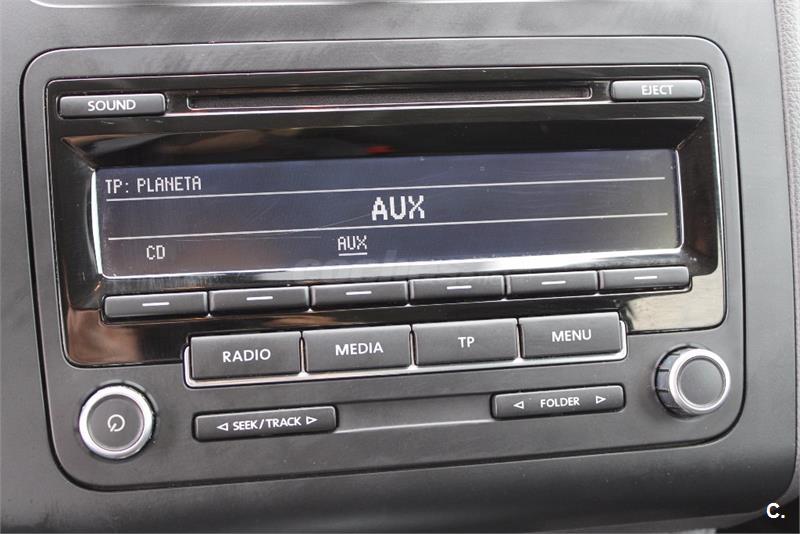 SOUND
EJECT
TP: PLANETA
AUX
CD AUX
RADIO MEDIA TP MENU
◁ SEEK/TRACK ▷
◁ FOLDER ▷
C.